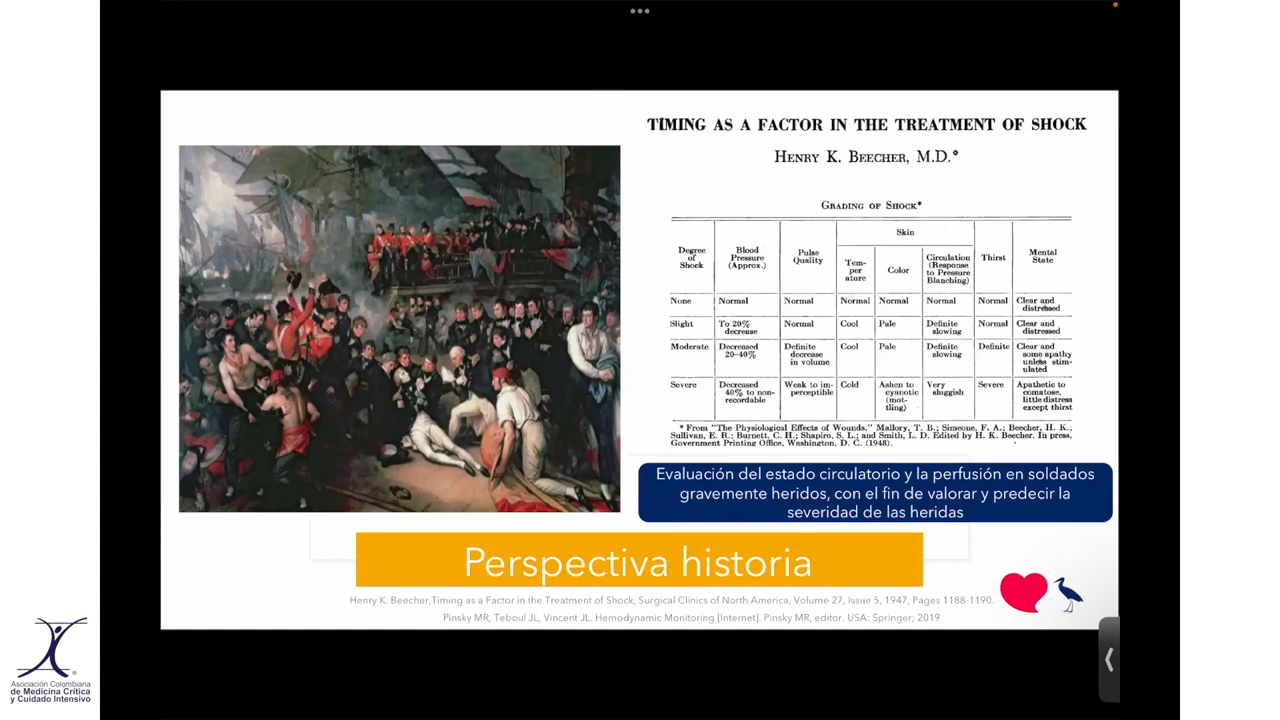 TIMING AS A FACTOR IN THE TREATMENT OF SHOCK
HENRY K. BEECHER, M.D.*
GRADING OF SHOCK*
Degree of Shock
Blood Pressure (Approx.)
Pulse Quality
Skin
Tem-
per
ature
Color
Circulation
(Response
to Pressure
Blanching)
Thirst
Mental
State
None Normal Normal Normal Normal Normal Normal Clear and
distressed
Slight To 20%
decrease
Normal Cool Pale Definite
slowing
Normal Clear and
distressed
Moderate Decreased
20-40%
Definite
decrease
in volume
Cool Pale Definite
slowing
Definite Clear and
some apathy
unless stim-
ulated
Severe Decreased
40% to non-
recordable
Weak to im-
perceptible
Cold Ashen to
cyanotic
(mot-
tling)
Very
sluggish
Severe Apathetic to
comatose,
little distress
except thirst
* From "The Physiological Effects of Wounds," Mallory, T. B.; Simeone, F. A.; Beecher, H. K.;
Sullivan, E. R.; Burnett, C. H.; Shapiro, S. L.; and Smith, L. D. Edited by H. K. Beecher. In press,
Government Printing Office, Washington, D. C. (1948).
Evaluación del estado circulatorio y la perfusión en soldados
gravemente heridos, con el fin de valorar y predecir la
severidad de las heridas
Perspectiva historia
Henry K. Beecher,Timing as a Factor in the Treatment of Shock, Surgical Clinics of North America, Volume 27, Issue 5, 1947, Pages 1188-1190.
Pinsky MR, Teboul JL, Vincent JL. Hemodynamic Monitoring [Internet]. Pinsky MR, editor. USA: Springer; 2019
Asociación Colombiana
de Medicina Crítica
y Cuidado Intensivo